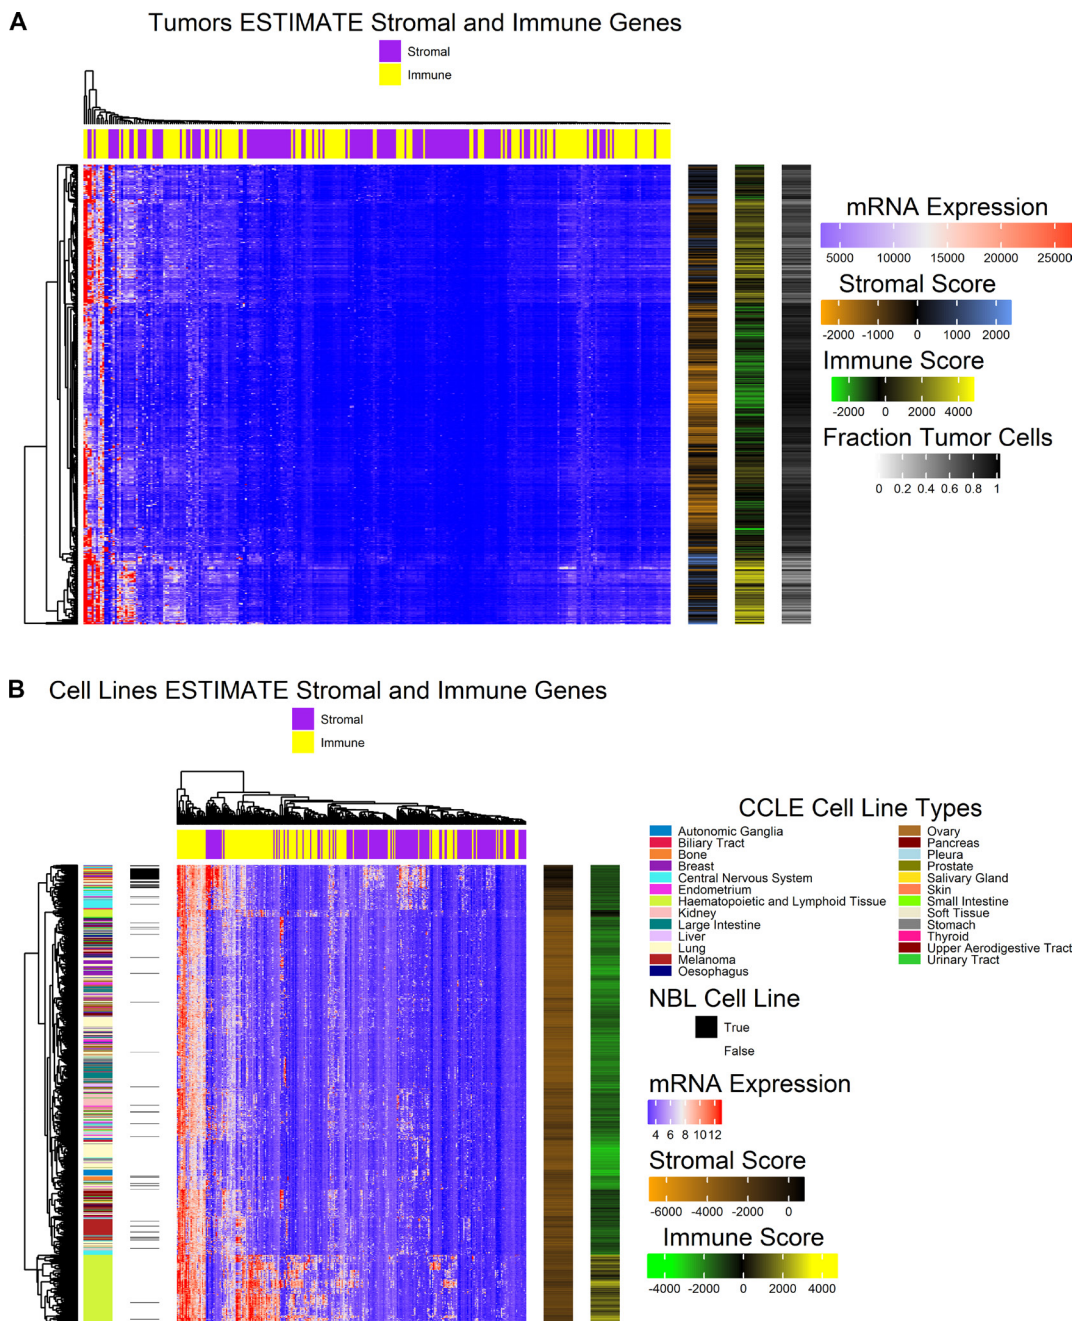 A
Tumors ESTIMATE Stromal and Immune Genes
Stromal
Immune
mRNA Expression
5000 10000 15000 20000 25000
Stromal Score
-2000 -1000 0 1000 2000
Immune Score
-2000 0 2000 4000
Fraction Tumor Cells
0 0.2 0.4 0.6 0.8 1
B
Cell Lines ESTIMATE Stromal and Immune Genes
Stromal
Immune
CCLE Cell Line Types
Autonomic Ganglia
Biliary Tract
Bone
Breast
Central Nervous System
Endometrium
Haematopoietic and Lymphoid Tissue
Kidney
Large Intestine
Liver
Lung
Melanoma
Oesophagus
Ovary
Pancreas
Pleura
Prostate
Salivary Gland
Skin
Small Intestine
Soft Tissue
Stomach
Thyroid
Upper Aerodigestive Tract
Urinary Tract
NBL Cell Line
True
False
mRNA Expression
4 6 8 10 12
Stromal Score
-6000 -4000 -2000 0
Immune Score
-4000 -2000 0 2000 4000